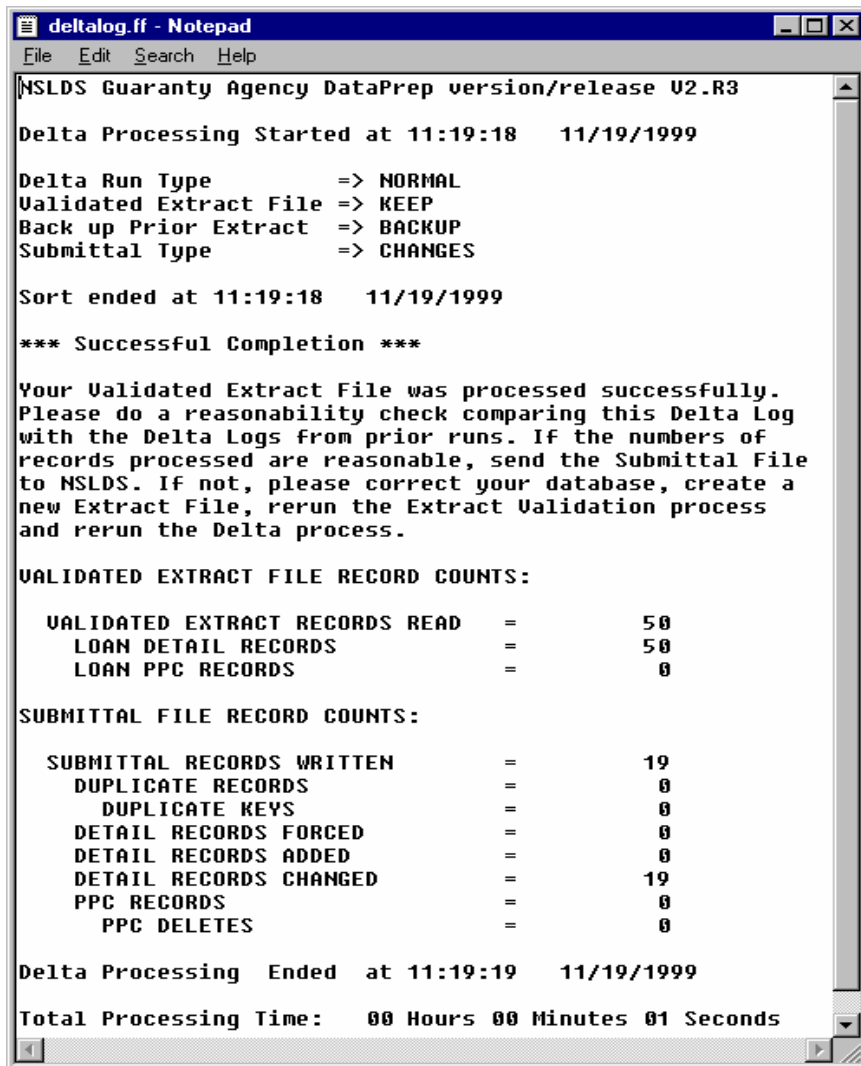 deltalog.ff - Notepad
File Edit Search Help
NSLDS Guaranty Agency DataPrep version/release V2.R3
Delta Processing Started at 11:19:18 11/19/1999
Delta Run Type => NORMAL
Validated Extract File => KEEP
Back up Prior Extract => BACKUP
Submittal Type => CHANGES
Sort ended at 11:19:18 11/19/1999
*** Successful Completion ***
Your Validated Extract File was processed successfully.
Please do a reasonability check comparing this Delta Log
with the Delta Logs from prior runs. If the numbers of
records processed are reasonable, send the Submittal File
to NSLDS. If not, please correct your database, create a
new Extract File, rerun the Extract Validation process
and rerun the Delta process.
VALIDATED EXTRACT FILE RECORD COUNTS:
VALIDATED EXTRACT RECORDS READ = 50
LOAN DETAIL RECORDS = 50
LOAN PPC RECORDS = 0
SUBMITTAL FILE RECORD COUNTS:
SUBMITTAL RECORDS WRITTEN = 19
DUPLICATE RECORDS = 0
DUPLICATE KEYS = 0
DETAIL RECORDS FORCED = 0
DETAIL RECORDS ADDED = 0
DETAIL RECORDS CHANGED = 19
PPC RECORDS = 0
PPC DELETES = 0
Delta Processing Ended at 11:19:19 11/19/1999
Total Processing Time: 00 Hours 00 Minutes 01 Seconds